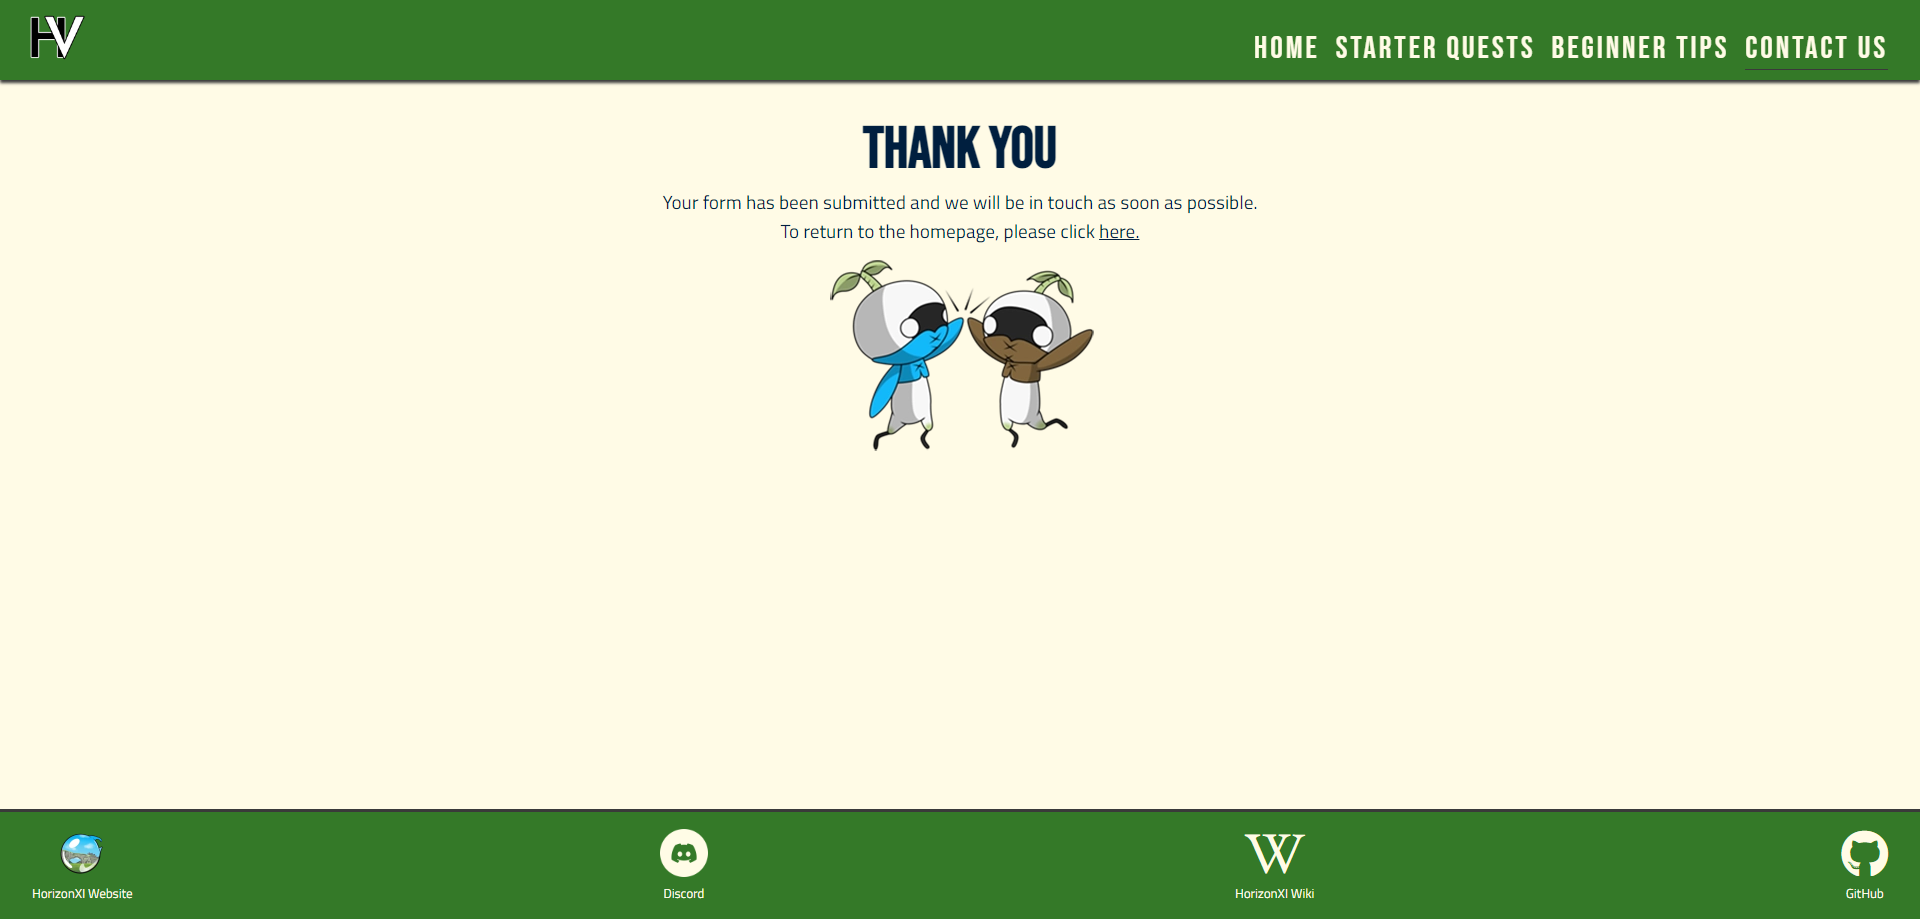 HV
HOME STARTER QUESTS BEGINNER TIPS CONTACT US
THANK YOU
Your form has been submitted and we will be in touch as soon as possible.
To return to the homepage, please click here.
W
HorizonXI Website Discord HorizonXI Wiki GitHub